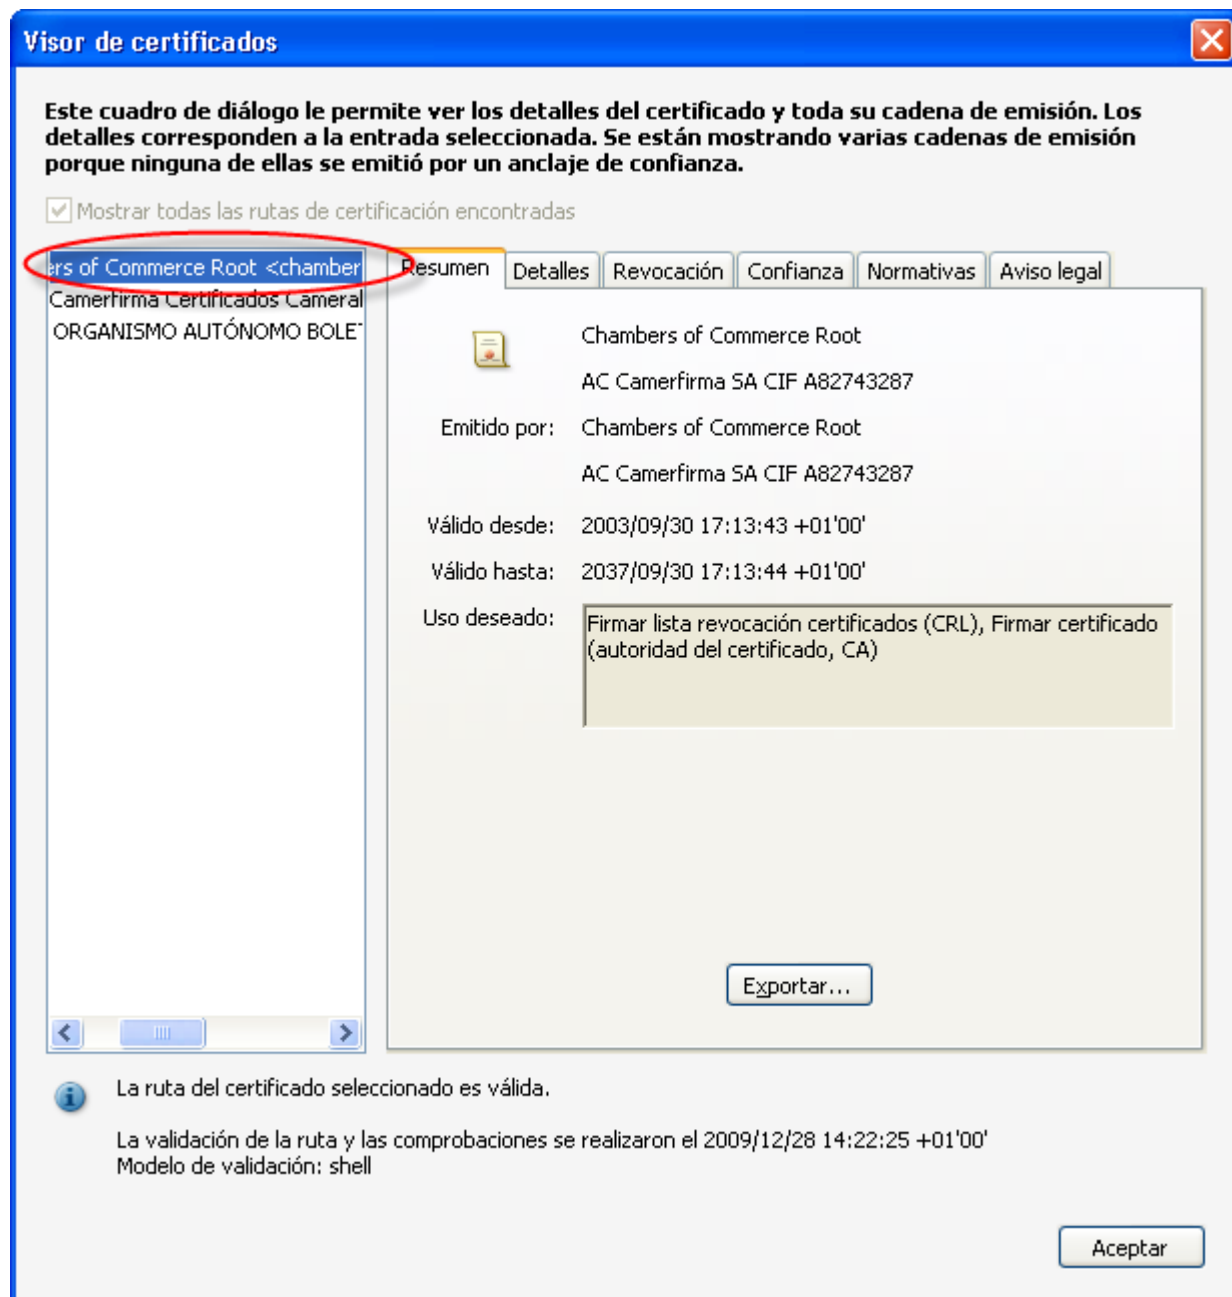 Visor de certificados
Este cuadro de diálogo le permite ver los detalles del certificado y toda su cadena de emisión. Los
detalles corresponden a la entrada seleccionada. Se están mostrando varias cadenas de emisión
porque ninguna de ellas se emitió por un anclaje de confianza.
Mostrar todas las rutas de certificación encontradas
ers of Commerce Root <chamber
Camerfirma Certificados Cameral
ORGANISMO AUTÓNOMO BOLET
Resumen Detalles Revocación Confianza Normativas Aviso legal
Chambers of Commerce Root
AC Camerfirma SA CIF A82743287
Emitido por: Chambers of Commerce Root
AC Camerfirma SA CIF A82743287
Válido desde: 2003/09/30 17:13:43 +01'00'
Válido hasta: 2037/09/30 17:13:44 +01'00'
Uso deseado: Firmar lista revocación certificados (CRL), Firmar certificado
(autoridad del certificado, CA)
Exportar...
La ruta del certificado seleccionado es válida.
La validación de la ruta y las comprobaciones se realizaron el 2009/12/28 14:22:25 +01'00'
Modelo de validación: shell
Aceptar